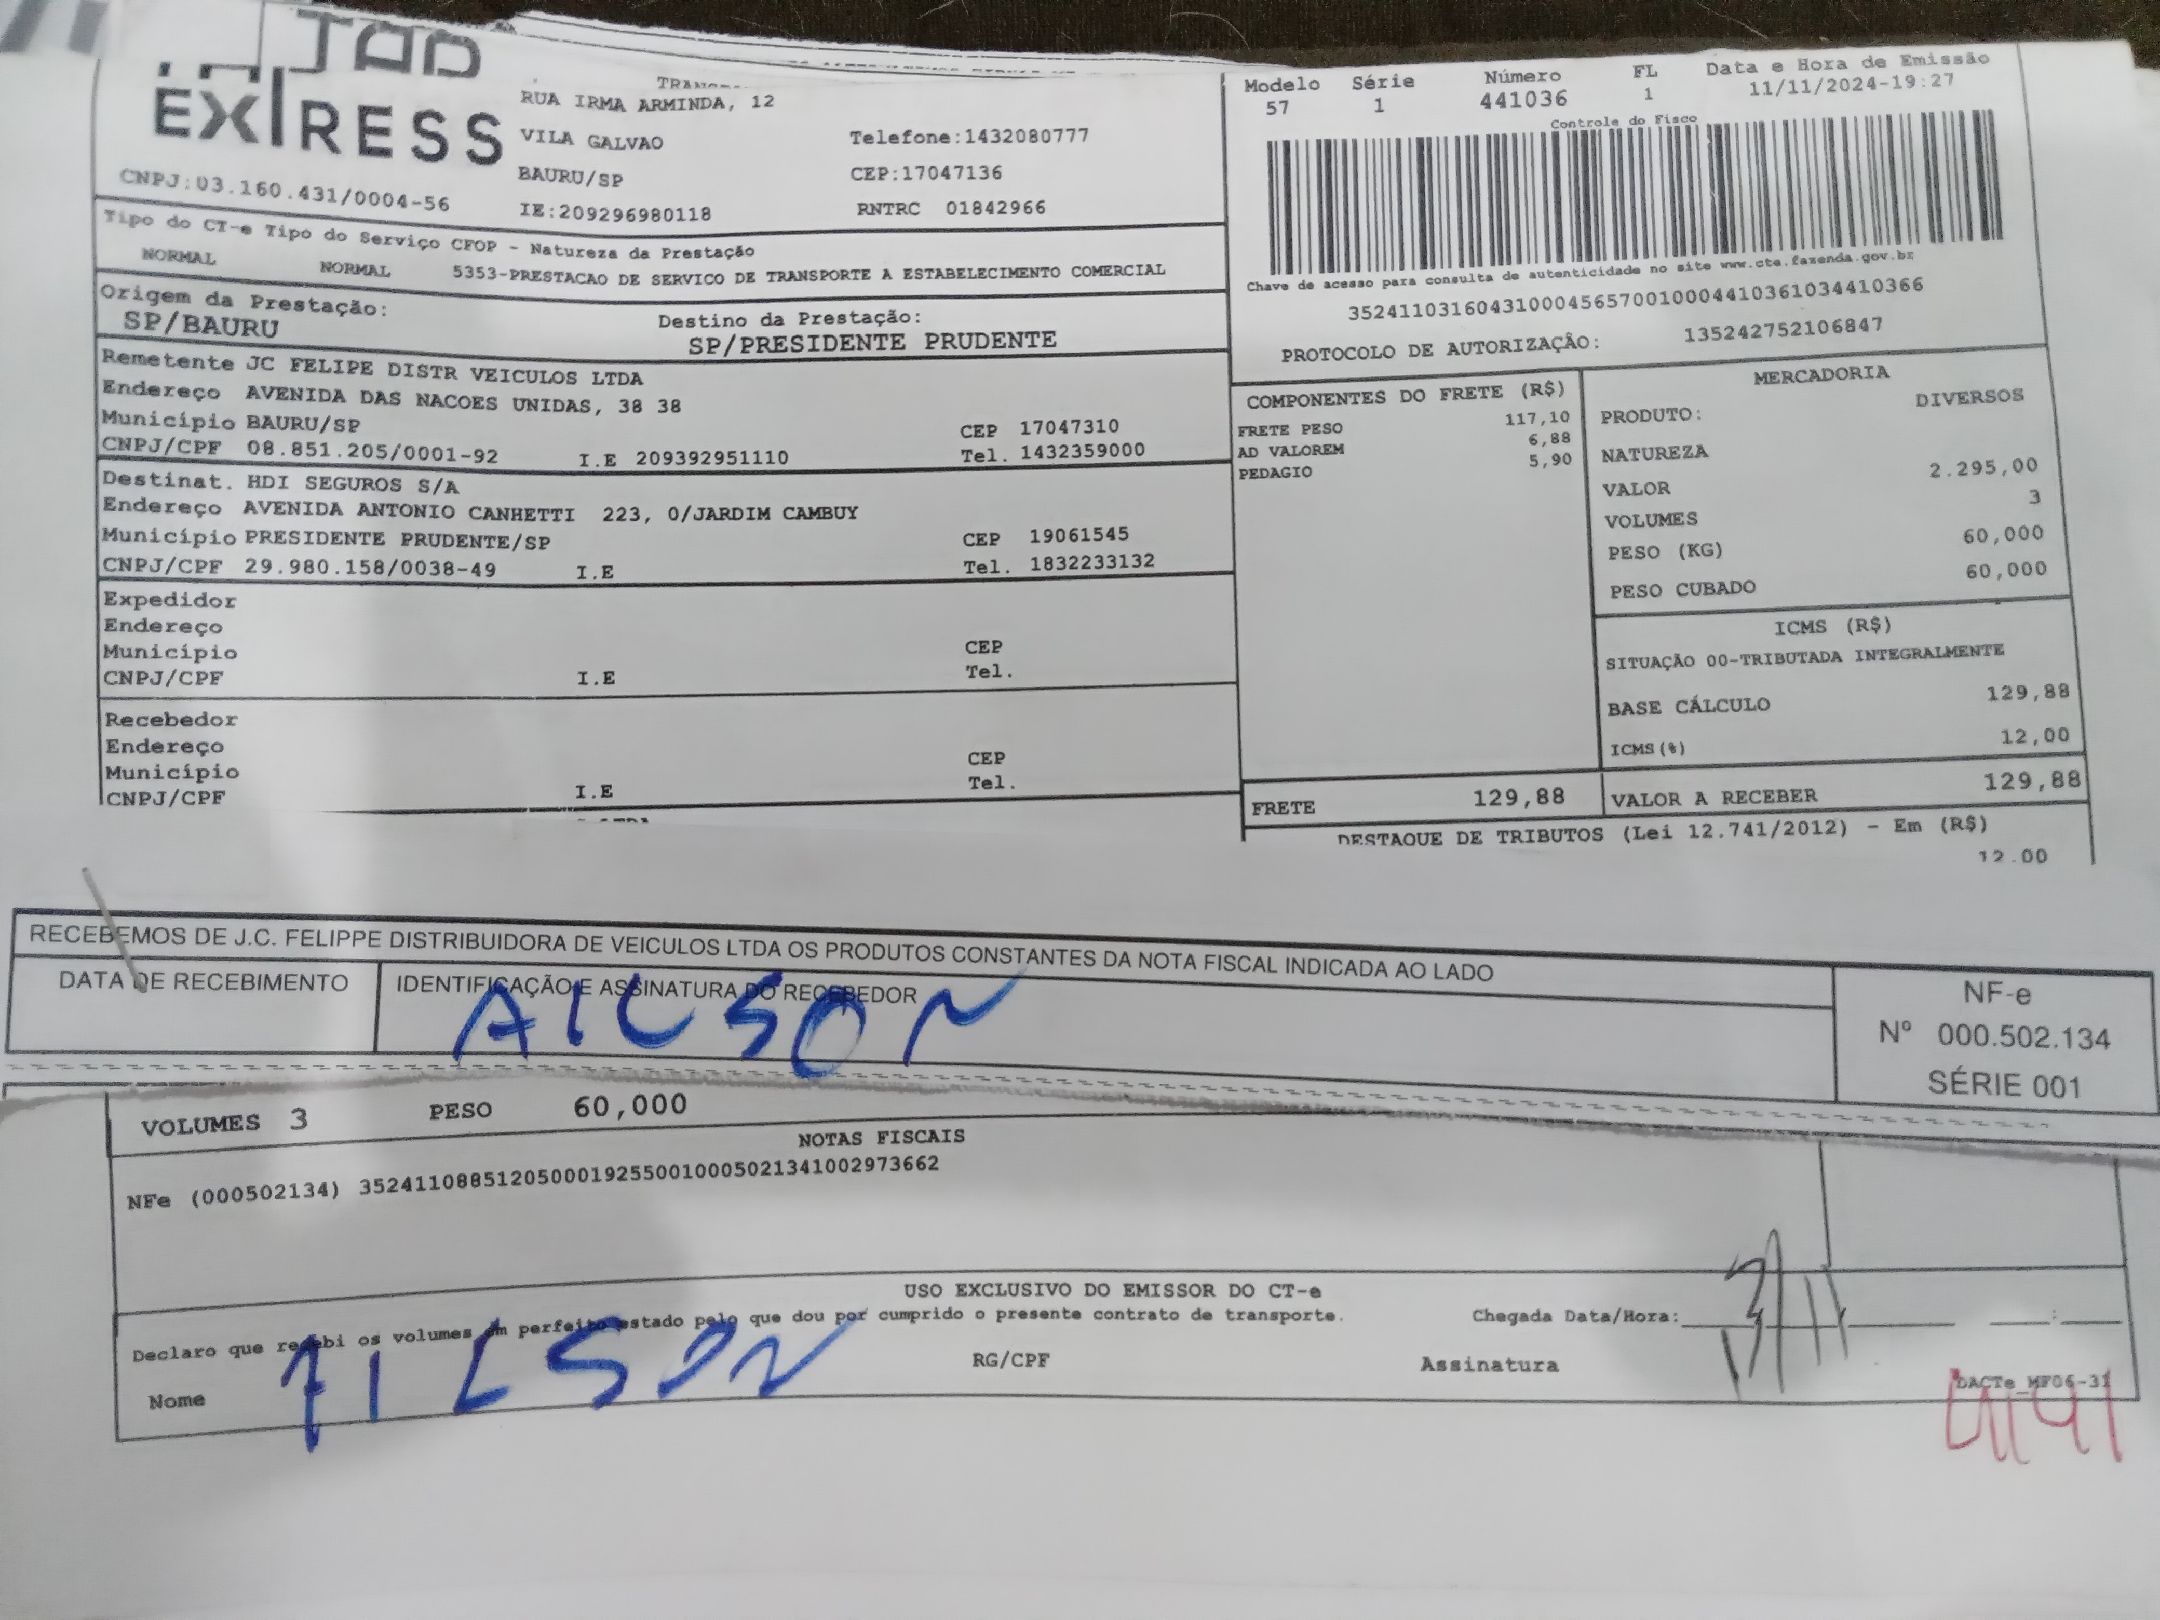 EXPRESS
RUA IRMA ARMINDA, 12
VILA GALVAO Telefone:1432080777
BAURU/SP CEP:17047136
CNPJ:03.160.431/0004-56 IE:209296980118 RNTRC 01842966
Tipo do CT-e Tipo do Serviço CFOP - Natureza da Prestação
NORMAL NORMAL 5353-PRESTACAO DE SERVICO DE TRANSPORTE A ESTABELECIMENTO COMERCIAL
Origem da Prestação: Destino da Prestação:
SP/BAURU SP/PRESIDENTE PRUDENTE
Remetente JC FELIPE DISTR VEICULOS LTDA
Endereço AVENIDA DAS NACOES UNIDAS, 38 38
Município BAURU/SP CEP 17047310
CNPJ/CPF 08.851.205/0001-92 I.E 209392951110 Tel. 1432359000
Destinat. HDI SEGUROS S/A
Endereço AVENIDA ANTONIO CANHETTI 223, 0/JARDIM CAMBUY
Município PRESIDENTE PRUDENTE/SP CEP 19061545
CNPJ/CPF 29.980.158/0038-49 I.E Tel. 1832233132
Expedidor
Endereço
Município CEP
CNPJ/CPF I.E Tel.
Recebedor
Endereço
Município CEP
CNPJ/CPF I.E Tel.
Modelo Série Número FL Data e Hora de Emissão
57 1 441036 1 11/11/2024-19:27
Controle do Fisco
Chave de acesso para consulta de autenticidade no site www.cte.fazenda.gov.br
35241103160431000456570010004410361034410366
PROTOCOLO DE AUTORIZAÇÃO: 135242752106847
COMPONENTES DO FRETE (R$)
FRETE PESO 117,10
AD VALOREM 6,88
PEDAGIO 5,90
MERCADORIA
PRODUTO: DIVERSOS
NATUREZA
VALOR 2.295,00
VOLUMES 3
PESO (KG) 60,000
PESO CUBADO 60,000
ICMS (R$)
SITUAÇÃO 00-TRIBUTADA INTEGRALMENTE
BASE CÁLCULO 129,88
ICMS(%) 12,00
FRETE 129,88 VALOR A RECEBER 129,88
DESTAQUE DE TRIBUTOS (Lei 12.741/2012) - Em (R$)
12.00
RECEBEMOS DE J.C. FELIPPE DISTRIBUIDORA DE VEICULOS LTDA OS PRODUTOS CONSTANTES DA NOTA FISCAL INDICADA AO LADO
DATA DE RECEBIMENTO IDENTIFICAÇÃO E ASSINATURA DO RECEBEDOR
AILSON
NF-e
Nº 000.502.134
SÉRIE 001
VOLUMES 3 PESO 60,000
NOTAS FISCAIS
NFe (000502134) 35241108851205000192550010005021341002973662
USO EXCLUSIVO DO EMISSOR DO CT-e
Declaro que recebi os volumes em perfeito estado pelo que dou por cumprido o presente contrato de transporte. Chegada Data/Hora:
Nome AILSON RG/CPF Assinatura
DACTe_MF06-31